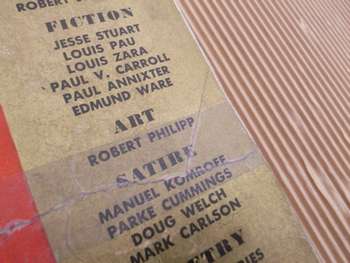 ROBERT
FICTION
JESSE STUART
LOUIS PAU
LOUIS ZARA
PAUL V. CARROLL
PAUL ANNIXTER
EDMUND WARE
ART
ROBERT PHILIPP
SATIRE
MANUEL KOMROFF
PARKE CUMMINGS
DOUG WELCH
MARK CARLSON